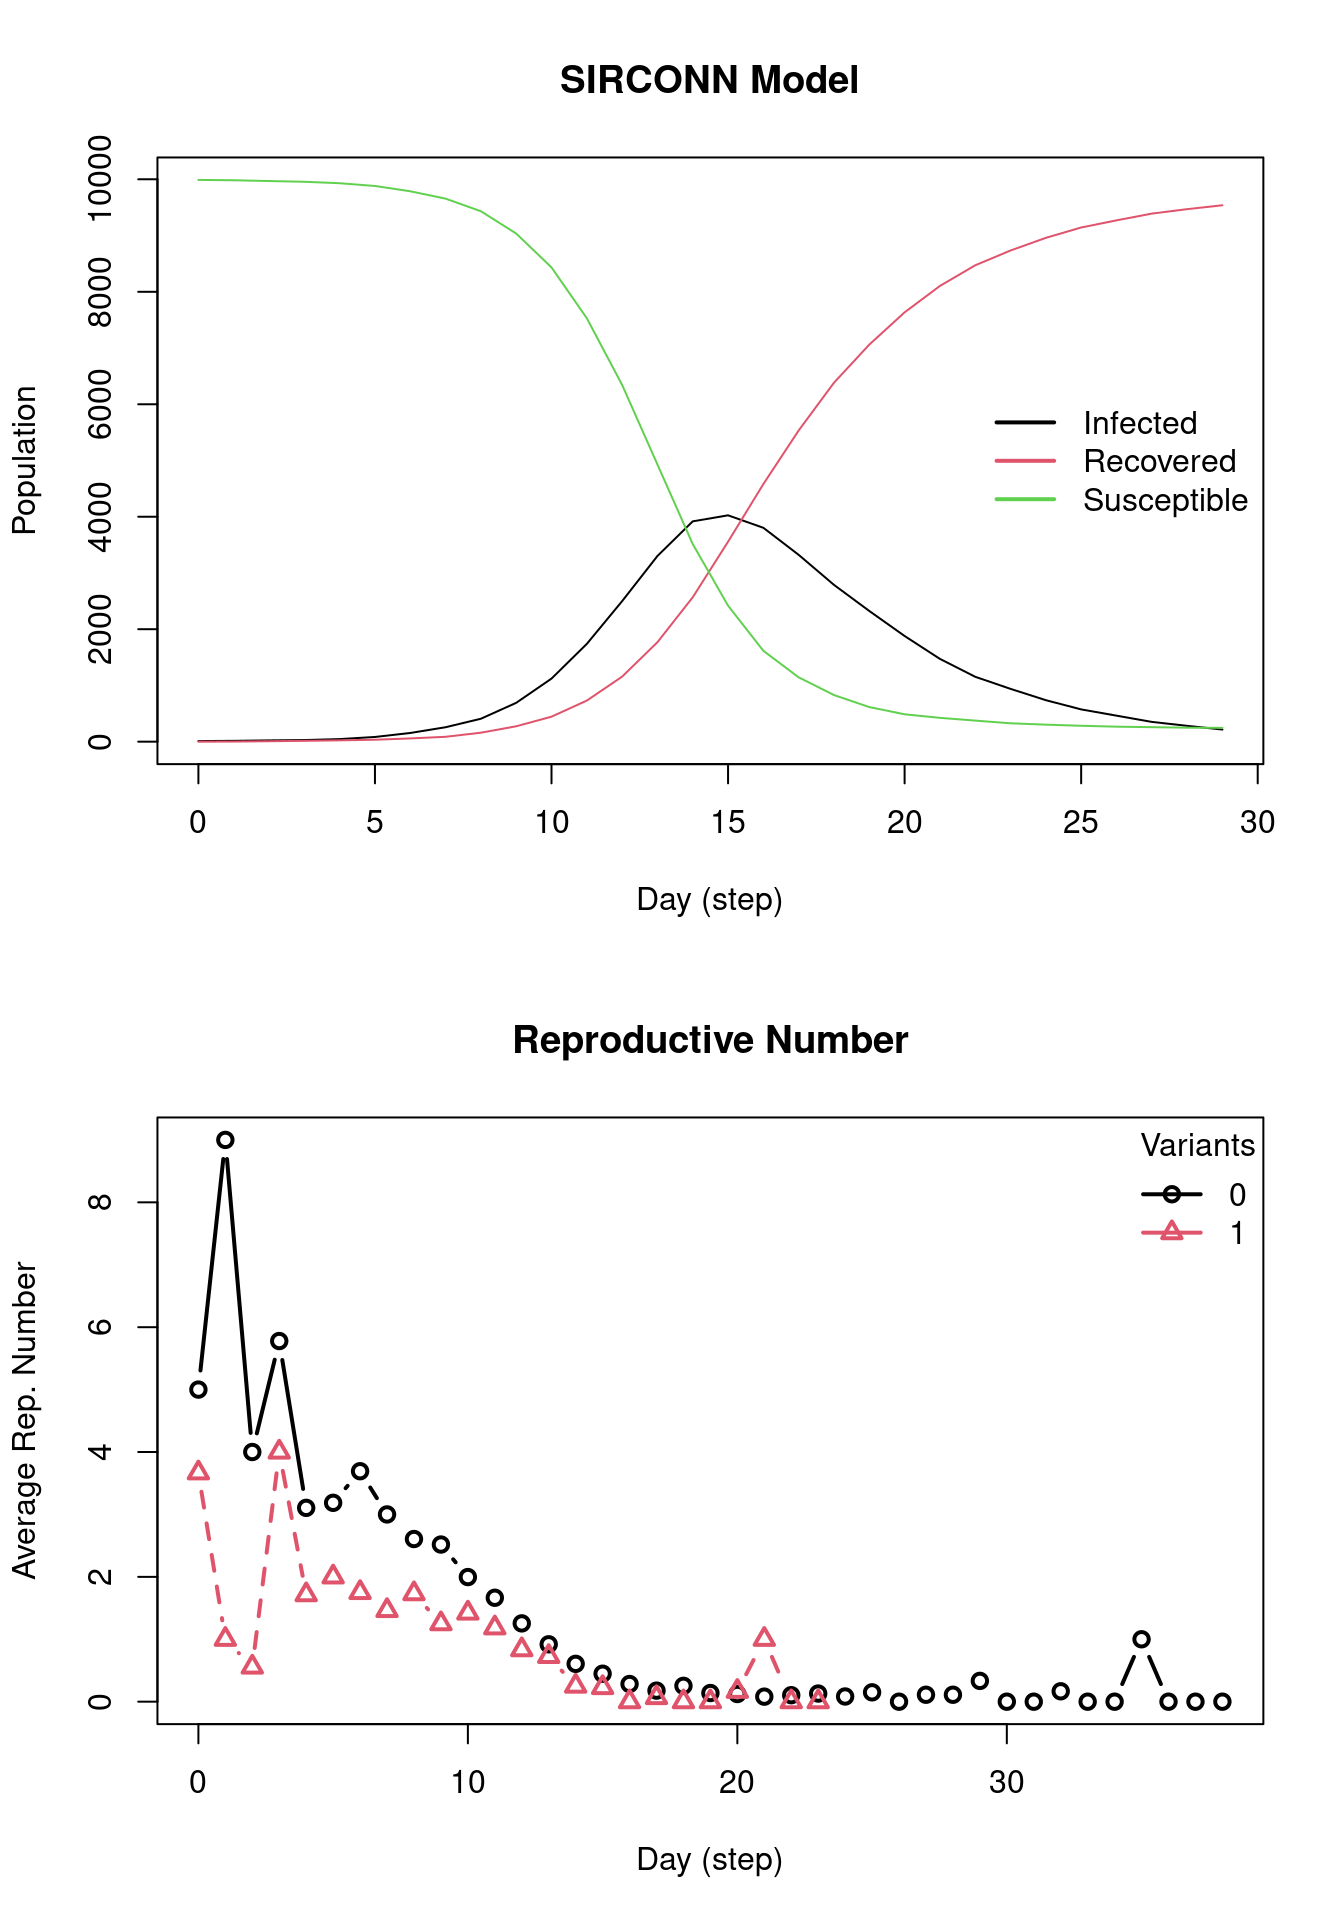 SIRCONN Model
Population
10000
8000
6000
4000
2000
0
Infected
Recovered
Susceptible
0 5 10 15 20 25 30
Day (step)
Reproductive Number
Average Rep. Number
8
6
4
2
0
Variants
0
1
0 10 20 30
Day (step)